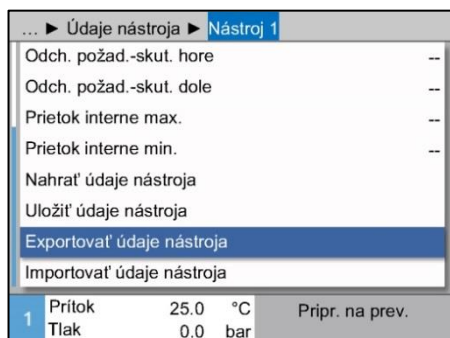 ... ► Údaje nástroja ► Nástroj 1
Odch. požad.-skut. hore --
Odch. požad.-skut. dole --
Prietok interne max. --
Prietok interne min. --
Nahrať údaje nástroja
Uložiť údaje nástroja
Exportovať údaje nástroja
Importovať údaje nástroja
1 Prítok 25.0 °C Pripr. na prev.
Tlak 0.0 bar